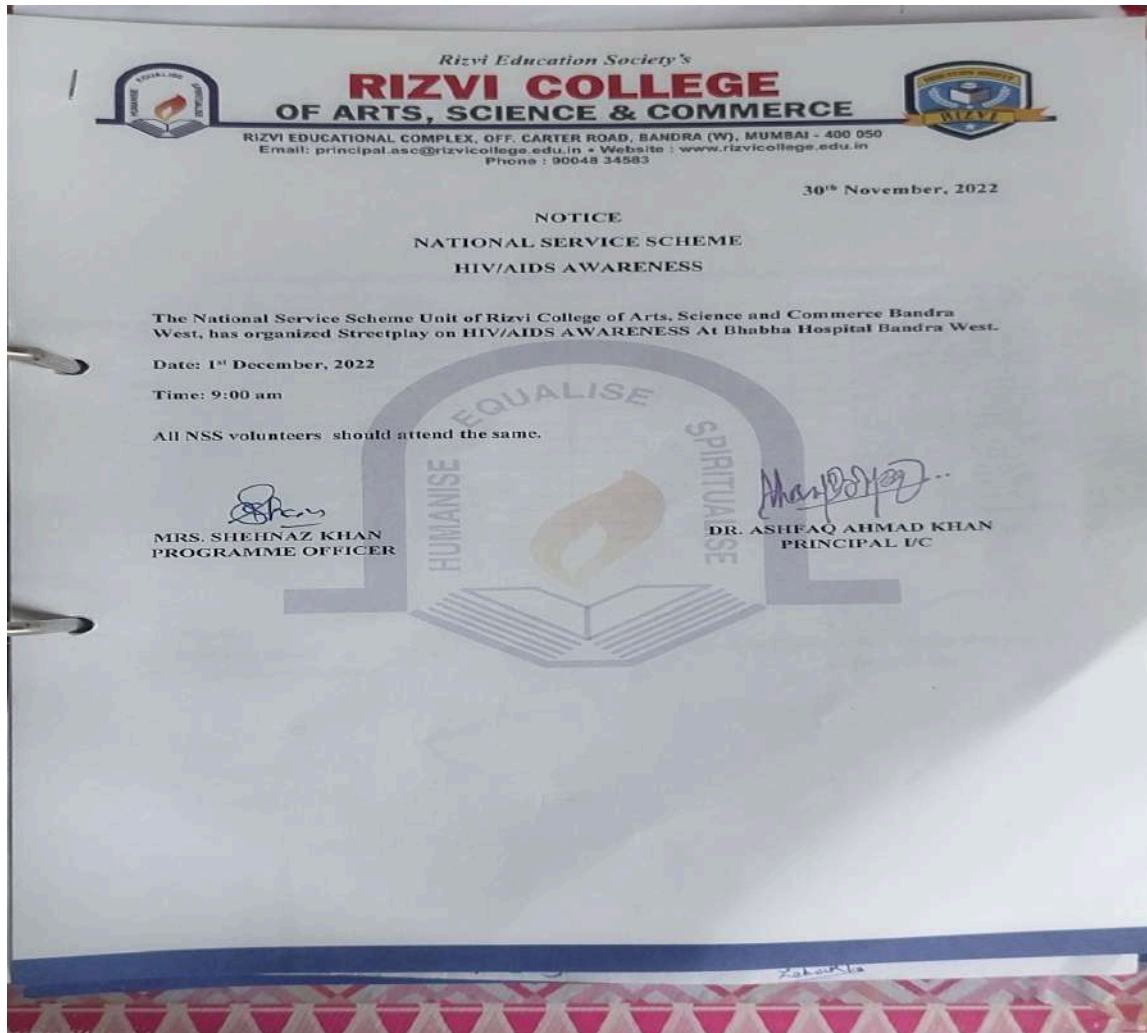 Rizvi Education Society's
RIZVI COLLEGE
OF ARTS, SCIENCE & COMMERCE
EQUALISE
HUMANISE
SPIRITUALISE
RIZVI
RIZVI EDUCATIONAL COMPLEX, OFF. CARTER ROAD, BANDRA (W), MUMBAI - 400 050
Email: principal.asc@rizvicollege.edu.in • Website : www.rizvicollege.edu.in
Phone : 90048 34583
30th November, 2022
NOTICE
NATIONAL SERVICE SCHEME
HIV/AIDS AWARENESS
The National Service Scheme Unit of Rizvi College of Arts, Science and Commerce Bandra
West, has organized Streetplay on HIV/AIDS AWARENESS At Bhabha Hospital Bandra West.
Date: 1st December, 2022
Time: 9:00 am
All NSS volunteers should attend the same.
EQUALISE
HUMANISE
SPIRITUALISE
MRS. SHEHNAZ KHAN
PROGRAMME OFFICER
DR. ASHFAQ AHMAD KHAN
PRINCIPAL I/C